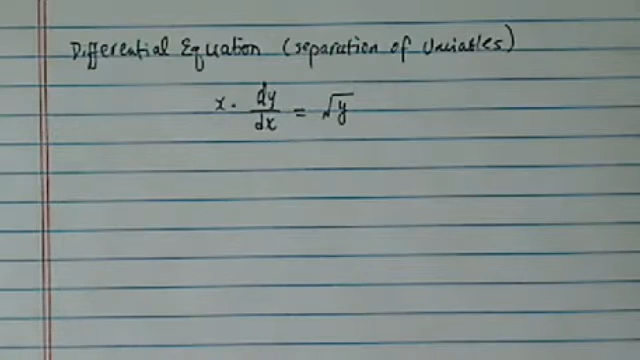 Differential Equation (separation of variables)
x · dy/dx = √y